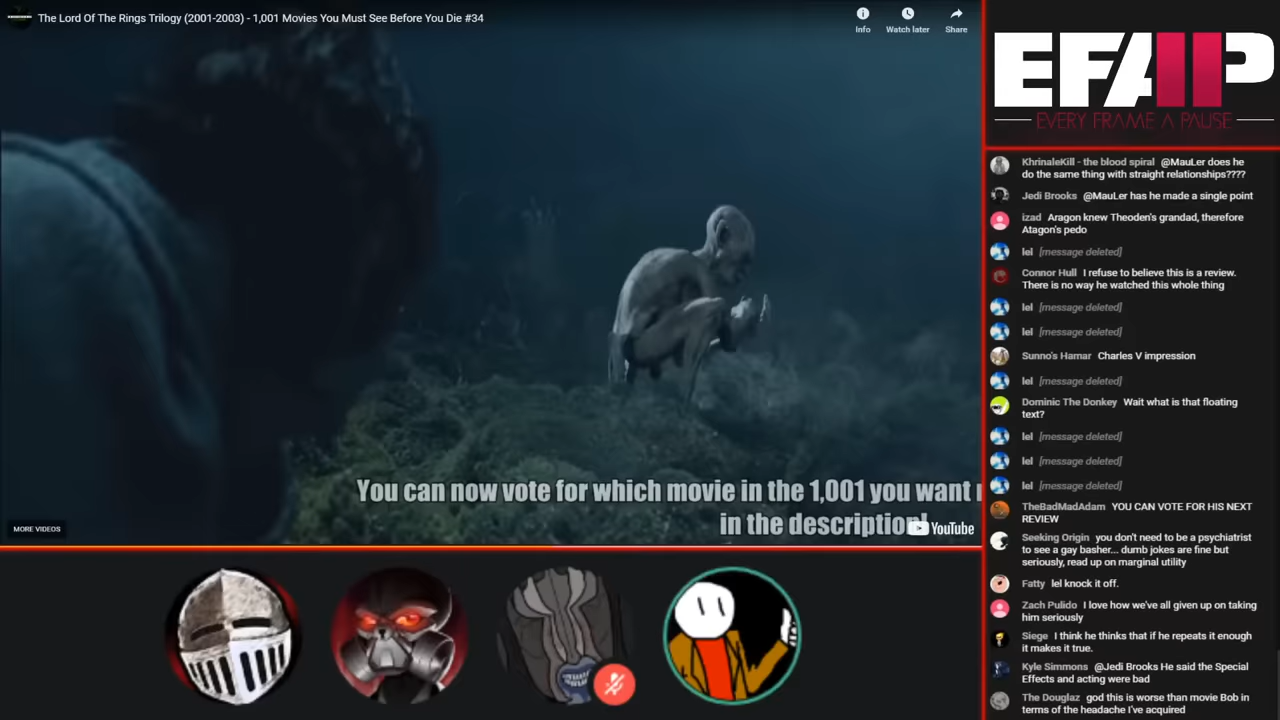 The Lord Of The Rings Trilogy (2001-2003) - 1,001 Movies You Must See Before You Die #34
Info
Watch later
Share
You can now vote for which movie in the 1,001 you want
in the description!
MORE VIDEOS
YouTube
EFAP
EVERY FRAME A PAUSE
KhrinaleKill - the blood spiral @MauLer does he
do the same thing with straight relationships????
Jedi Brooks @MauLer has he made a single point
izad Aragon knew Theoden's grandad, therefore
Atagon's pedo
lel [message deleted]
Connor Hull I refuse to believe this is a review.
There is no way he watched this whole thing
lel [message deleted]
lel [message deleted]
Sunno's Hamar Charles V impression
lel [message deleted]
Dominic The Donkey Wait what is that floating
text?
lel [message deleted]
lel [message deleted]
lel [message deleted]
TheBadMadAdam YOU CAN VOTE FOR HIS NEXT
REVIEW
Seeking Origin you don't need to be a psychiatrist
to see a gay basher... dumb jokes are fine but
seriously, read up on marginal utility
Fatty lel knock it off.
Zach Pulido I love how we've all given up on taking
him seriously
Siege I think he thinks that if he repeats it enough
it makes it true.
Kyle Simmons @Jedi Brooks He said the Special
Effects and acting were bad
The Douglaz god this is worse than movie Bob in
terms of the headache I've acquired